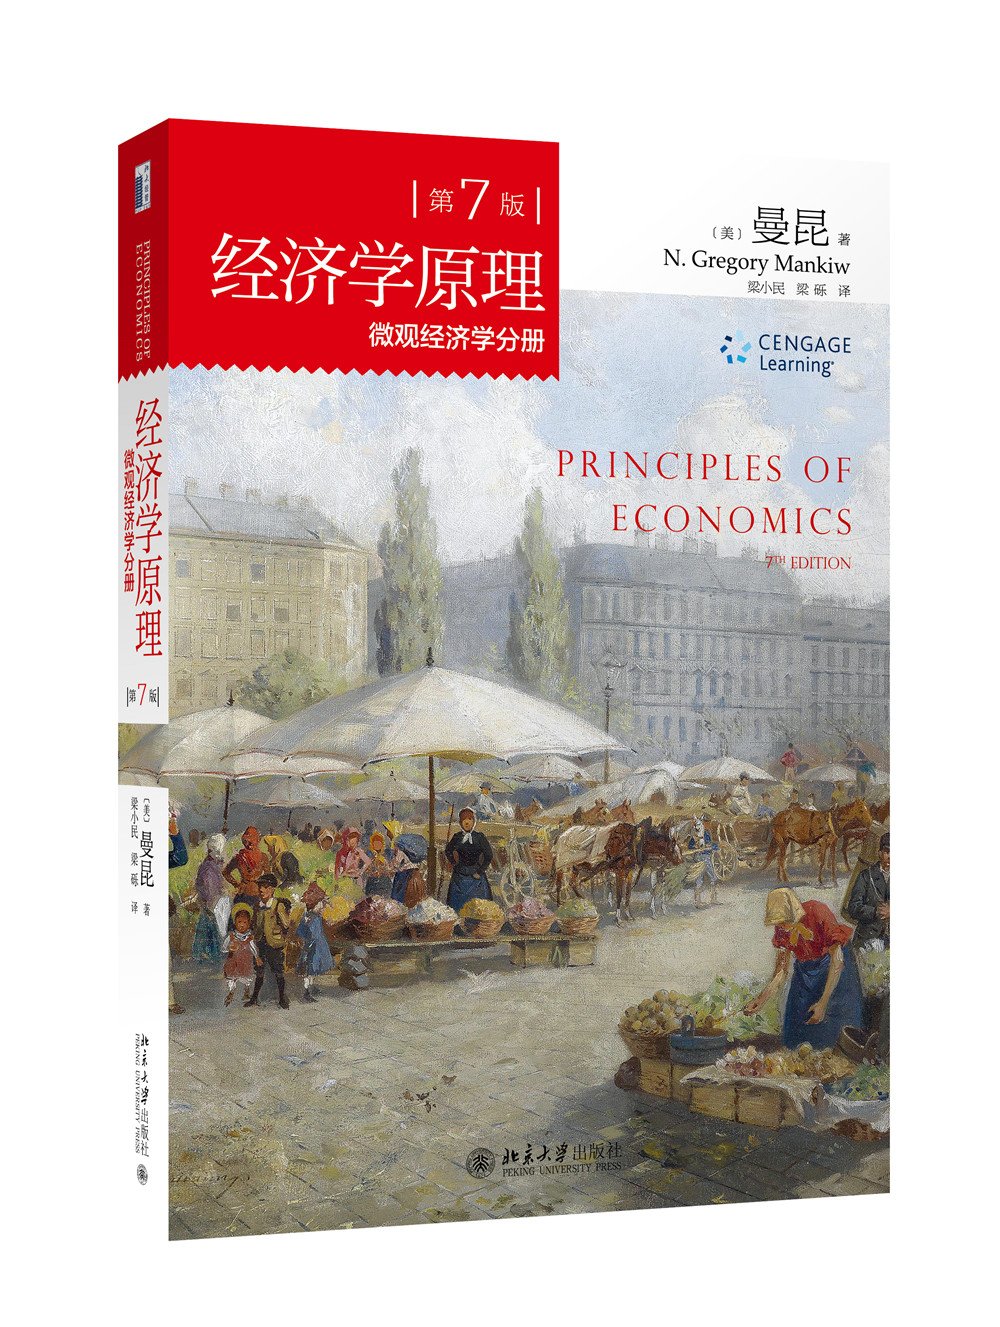 第7版
经济学原理
微观经济学分册
〔美〕曼昆 著
N. Gregory Mankiw
梁小民 梁砾 译
CENGAGE
Learning
PRINCIPLES OF
ECONOMICS
7TH EDITION
北京大学出版社
PEKING UNIVERSITY PRESS
PRINCIPLES OF
ECONOMICS
经济学原理
微观经济学分册
第7版
〔美〕曼昆 著
梁小民 梁砾 译
北京大学出版社
PEKING UNIVERSITY PRESS